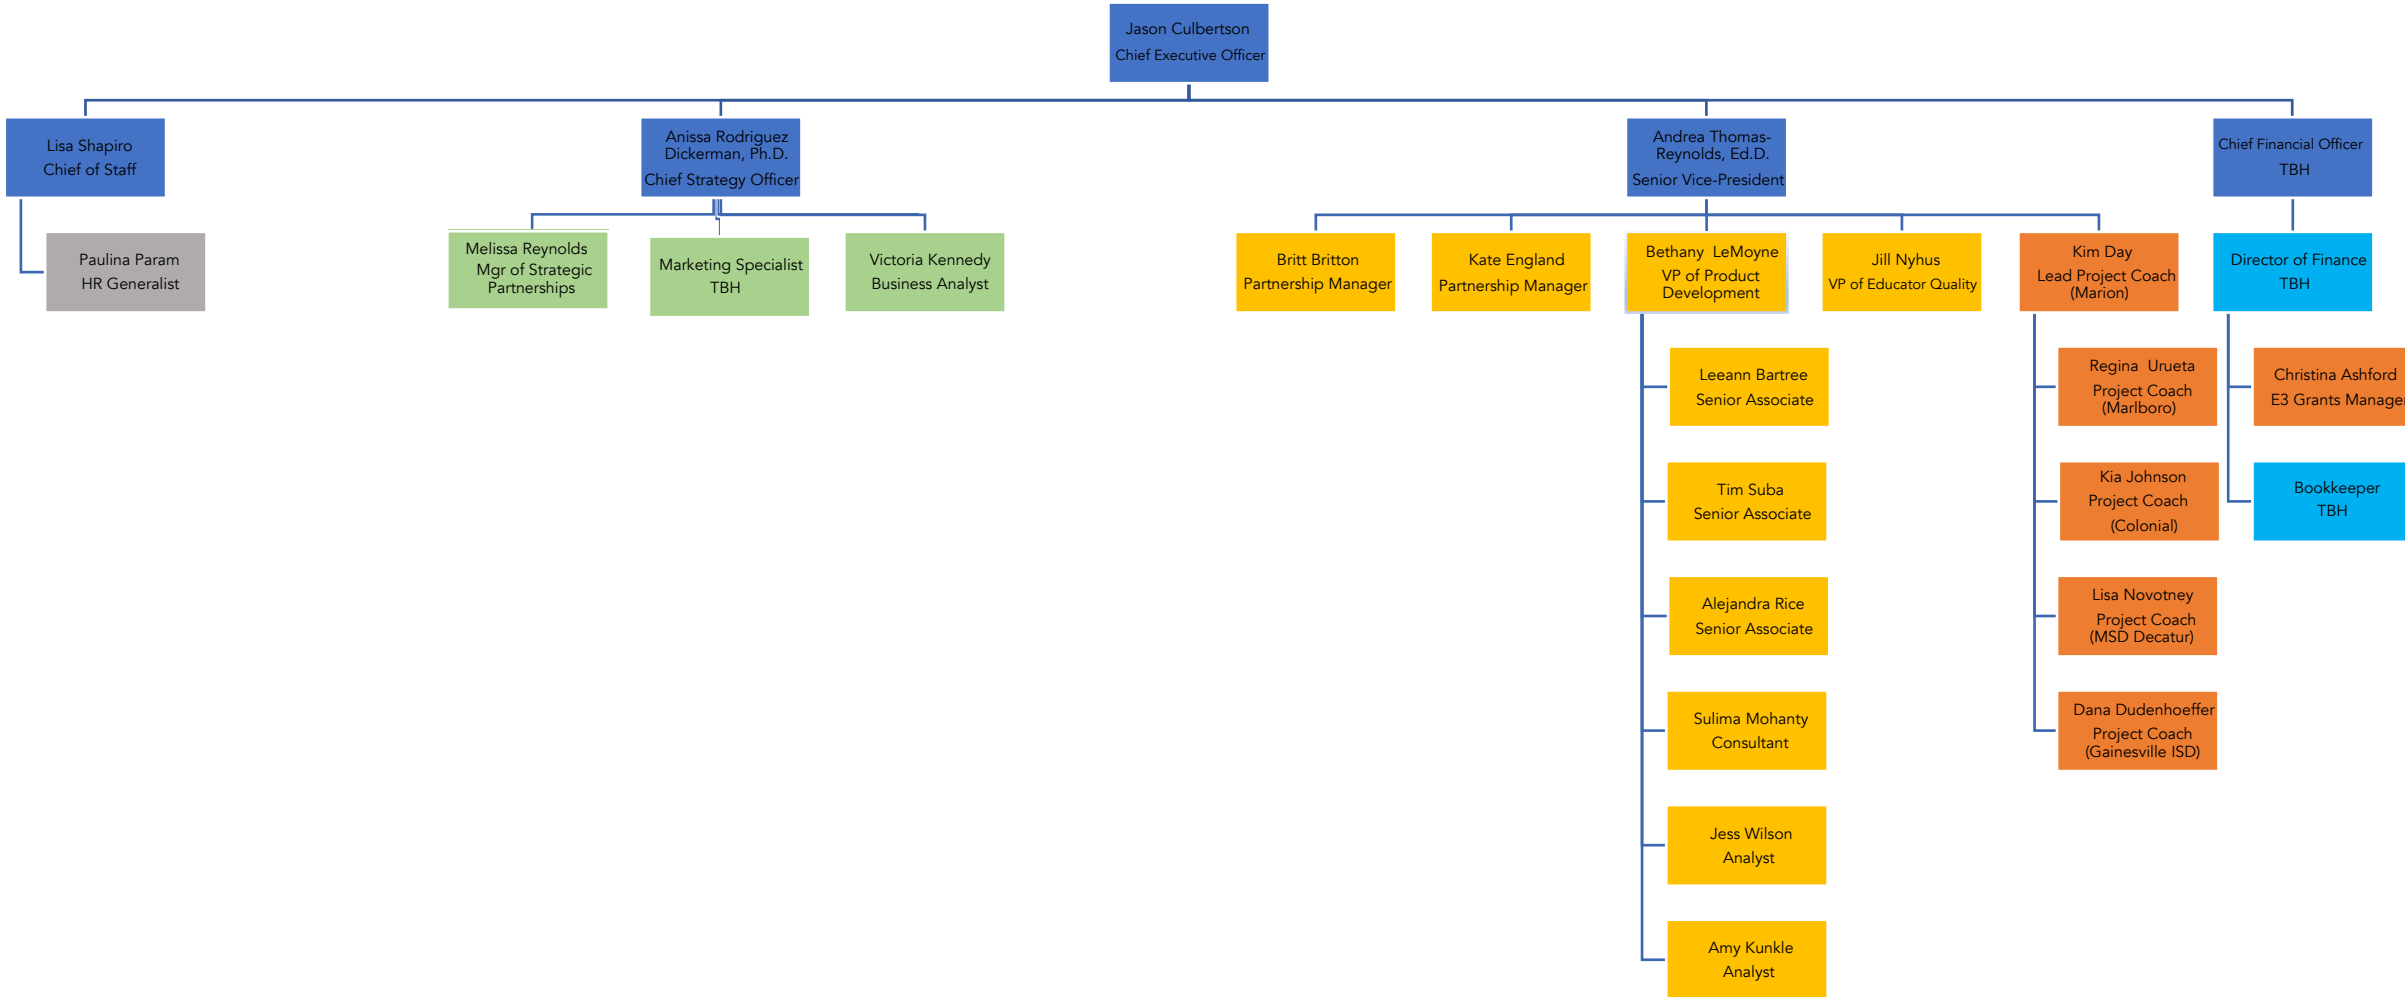 Jason Culbertson
Chief Executive Officer
Lisa Shapiro
Chief of Staff
Anissa Rodriguez
Dickerman, Ph.D.
Chief Strategy Officer
Andrea Thomas-
Reynolds, Ed.D.
Senior Vice-President
Chief Financial Officer
TBH
Paulina Param
HR Generalist
Melissa Reynolds
Mgr of Strategic
Partnerships
Marketing Specialist
TBH
Victoria Kennedy
Business Analyst
Britt Britton
Partnership Manager
Kate England
Partnership Manager
Bethany LeMoyne
VP of Product
Development
Jill Nyhus
VP of Educator Quality
Kim Day
Lead Project Coach
(Marion)
Director of Finance
TBH
Leeann Bartree
Senior Associate
Regina Urueta
Project Coach
(Marlboro)
Christina Ashford
E3 Grants Manager
Tim Suba
Senior Associate
Kia Johnson
Project Coach
(Colonial)
Bookkeeper
TBH
Alejandra Rice
Senior Associate
Lisa Novotney
Project Coach
(MSD Decatur)
Sulima Mohanty
Consultant
Dana Dudenhoeffer
Project Coach
(Gainesville ISD)
Jess Wilson
Analyst
Amy Kunkle
Analyst